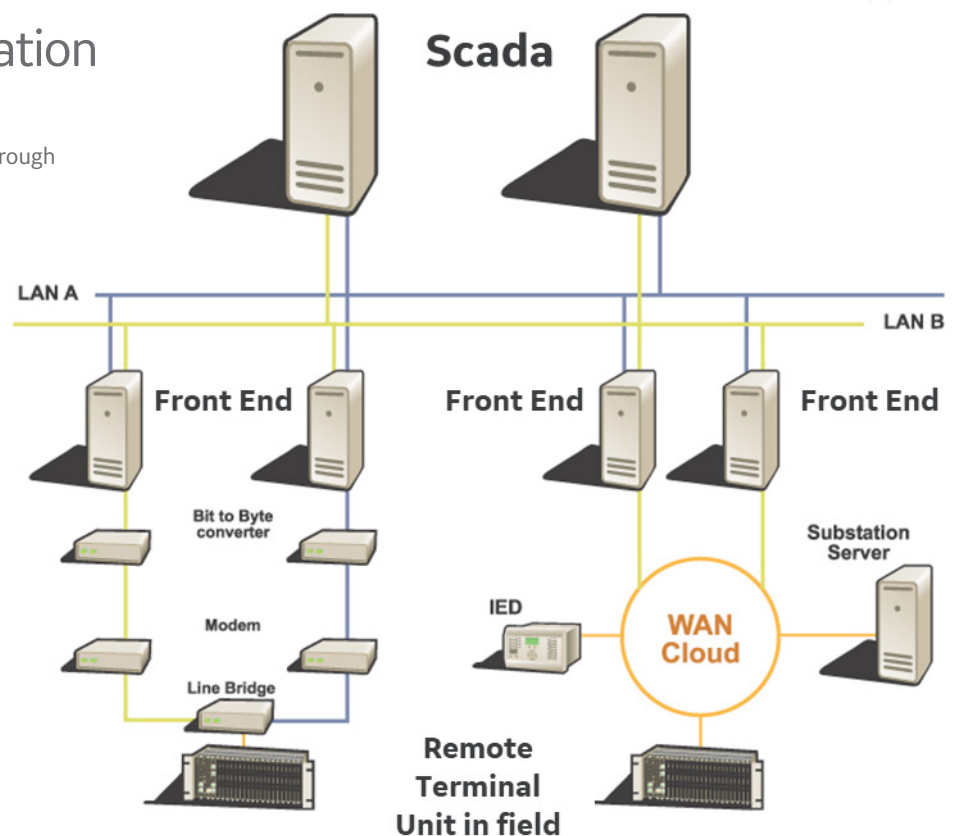 ation
Scada
rough
LAN A
LAN B
Front End
Front End
Front End
Bit to Byte
converter
Substation
Server
IED
Modem
WAN
Cloud
Line Bridge
Remote
Terminal
Unit in field